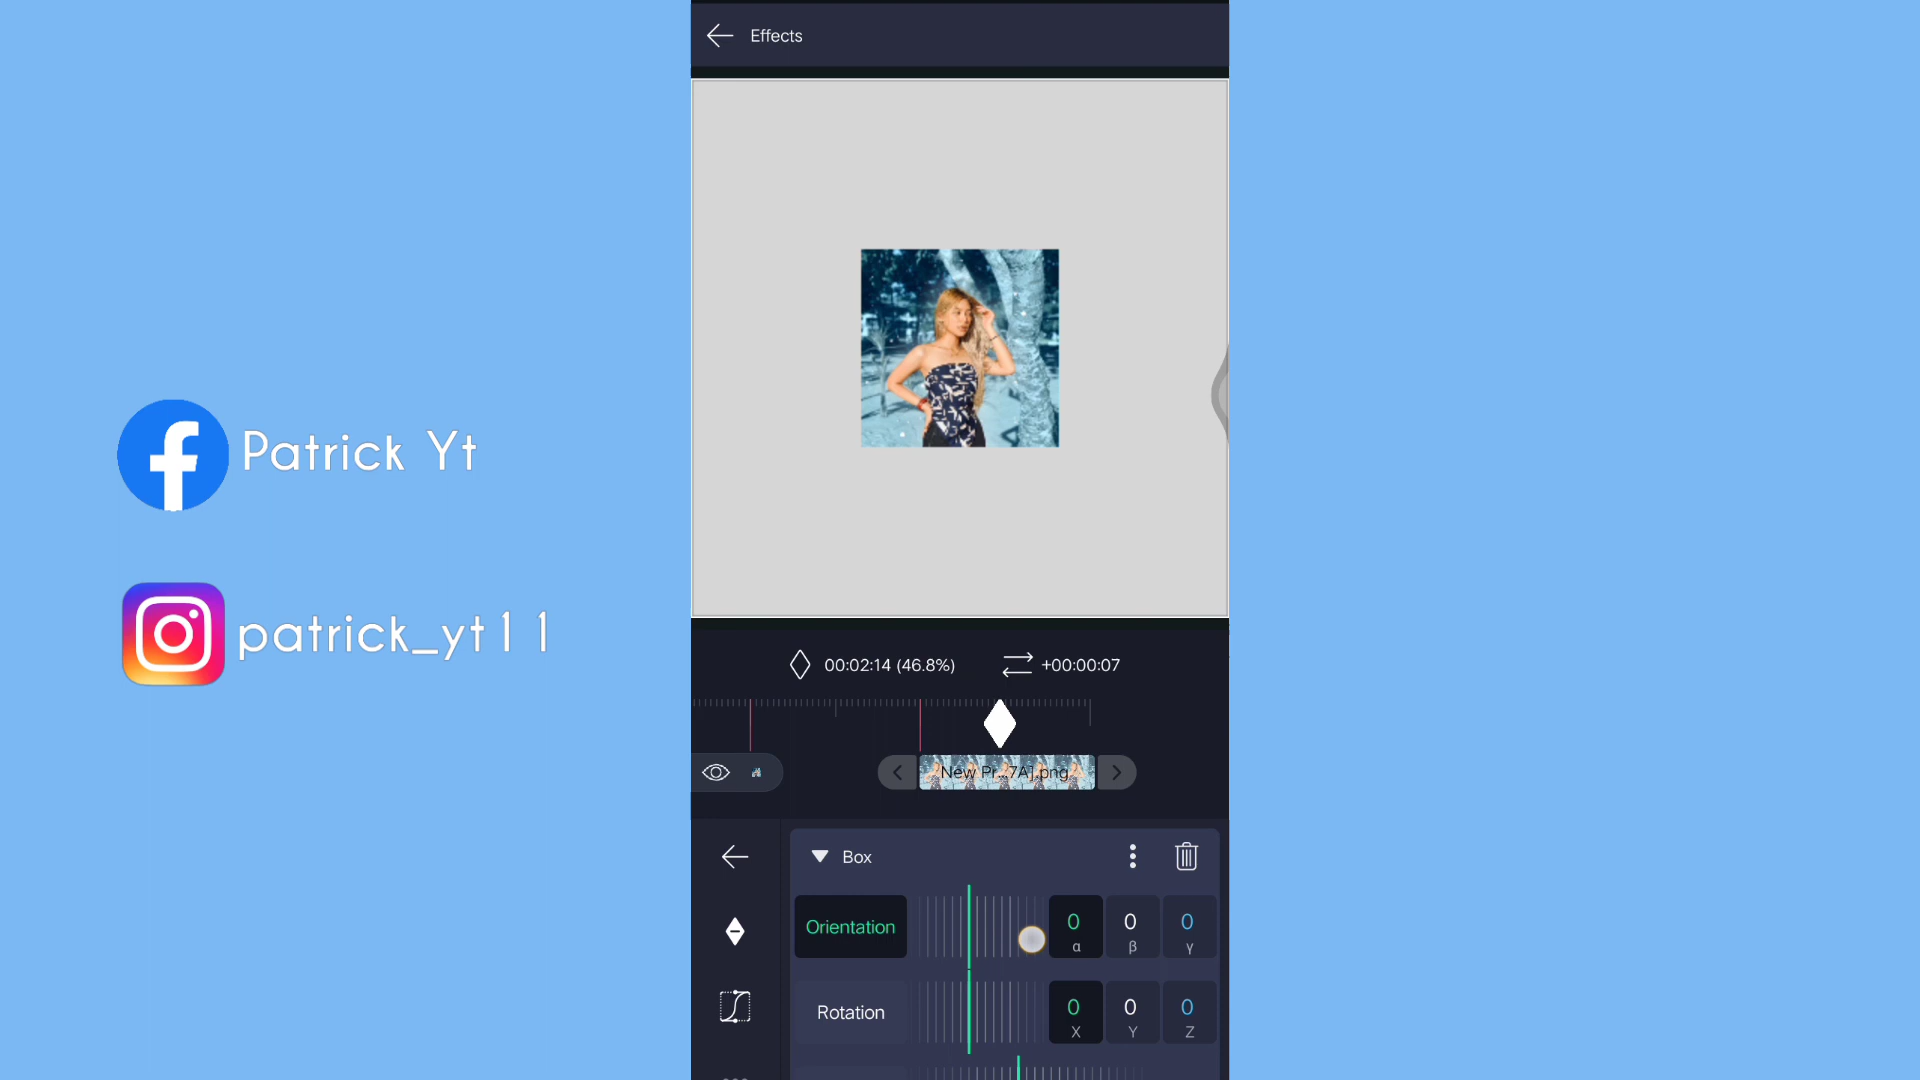 Effects
Patrick Yt
patrick_yt11
00:02:14 (46.8%)
+00:00:07
New Pr...7A].png
Box
Orientation
0 0 0
α β γ
Rotation
0 0 0
X Y Z